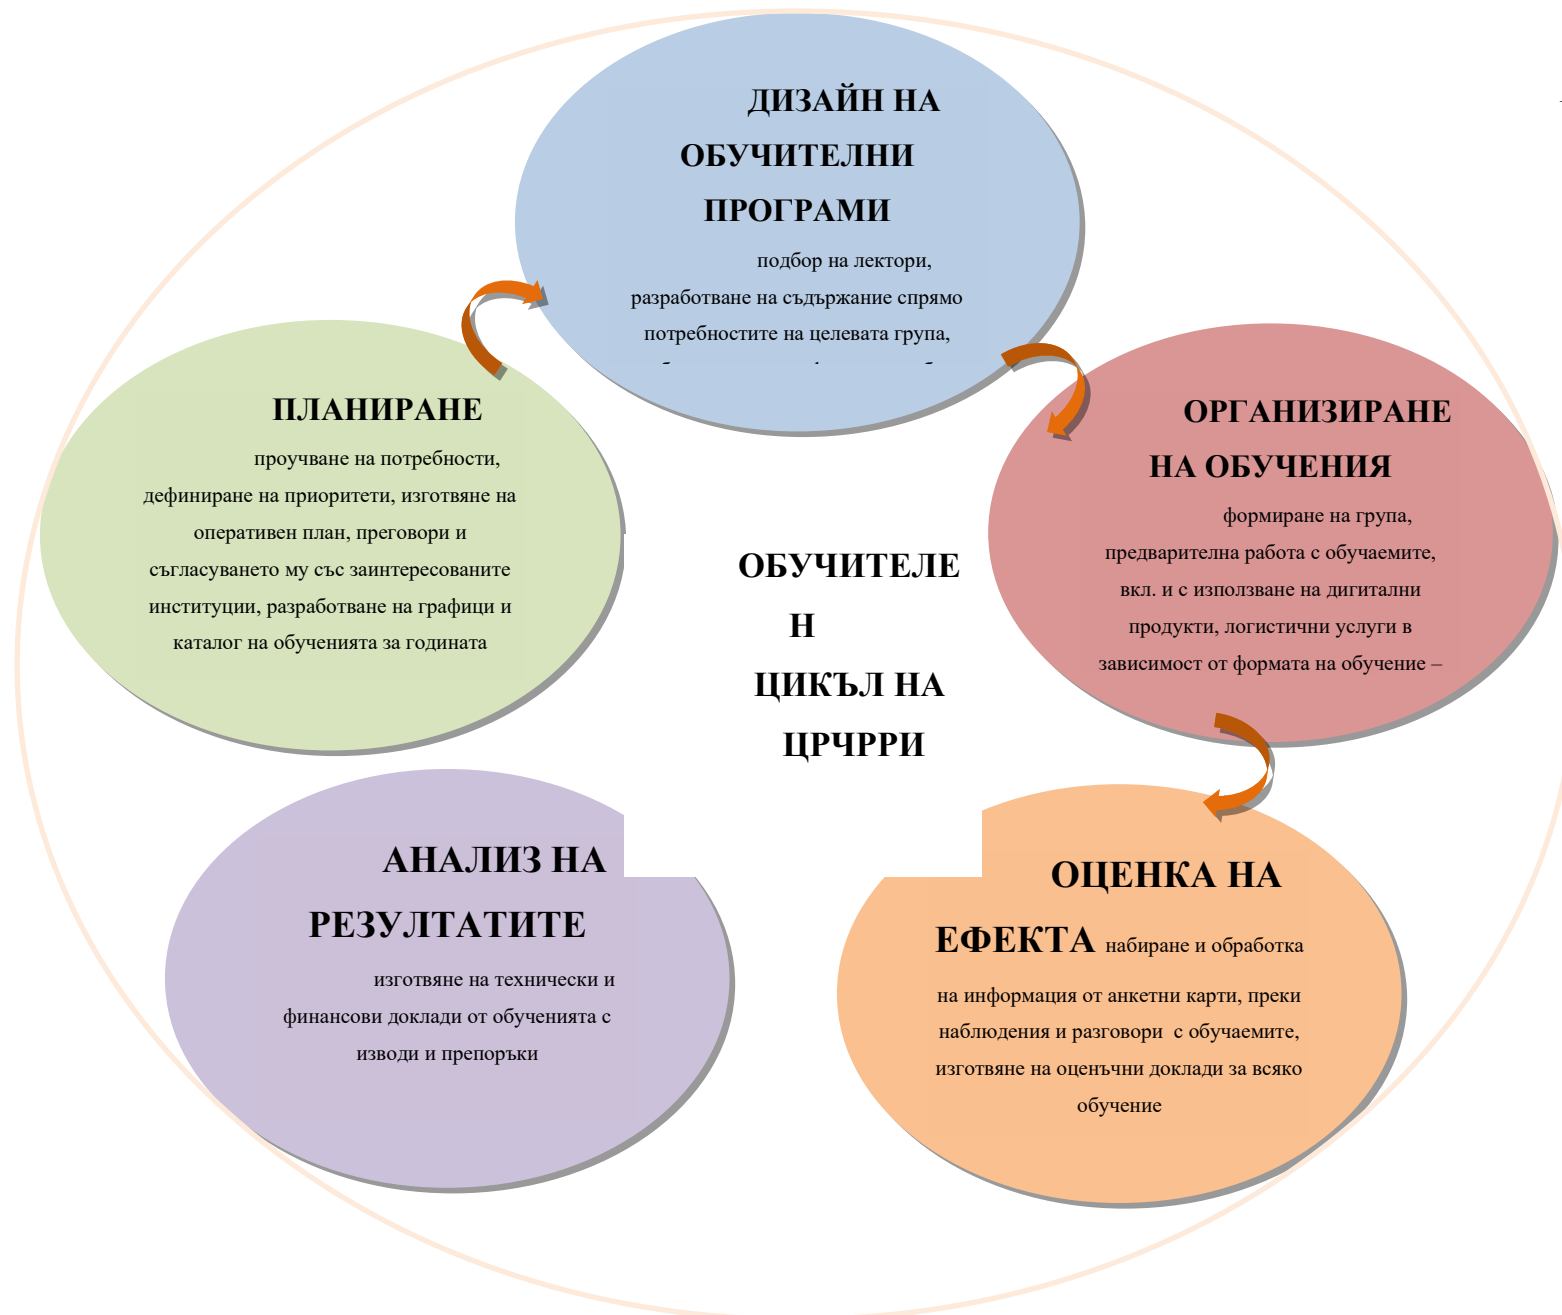 ДИЗАЙН НА
ОБУЧИТЕЛНИ
ПРОГРАМИ
подбор на лектори,
разработване на съдържание спрямо
потребностите на целевата група,
ПЛАНИРАНЕ
проучване на потребности,
дефиниране на приоритети, изготвяне на
оперативен план, преговори и
съгласуването му със заинтересованите
институции, разработване на графици и
каталог на обученията за годината
ОРГАНИЗИРАНЕ
НА ОБУЧЕНИЯ
формиране на група,
предварителна работа с обучаемите,
вкл. и с използване на дигитални
продукти, логистични услуги в
зависимост от формата на обучение –
ОБУЧИТЕЛЕ
Н
ЦИКЪЛ НА
ЦРЧРРИ
АНАЛИЗ НА
РЕЗУЛТАТИТЕ
изготвяне на технически и
финансови доклади от обученията с
изводи и препоръки
ОЦЕНКА НА
ЕФЕКТА набиране и обработка
на информация от анкетни карти, преки
наблюдения и разговори  с обучаемите,
изготвяне на оценъчни доклади за всяко
обучение